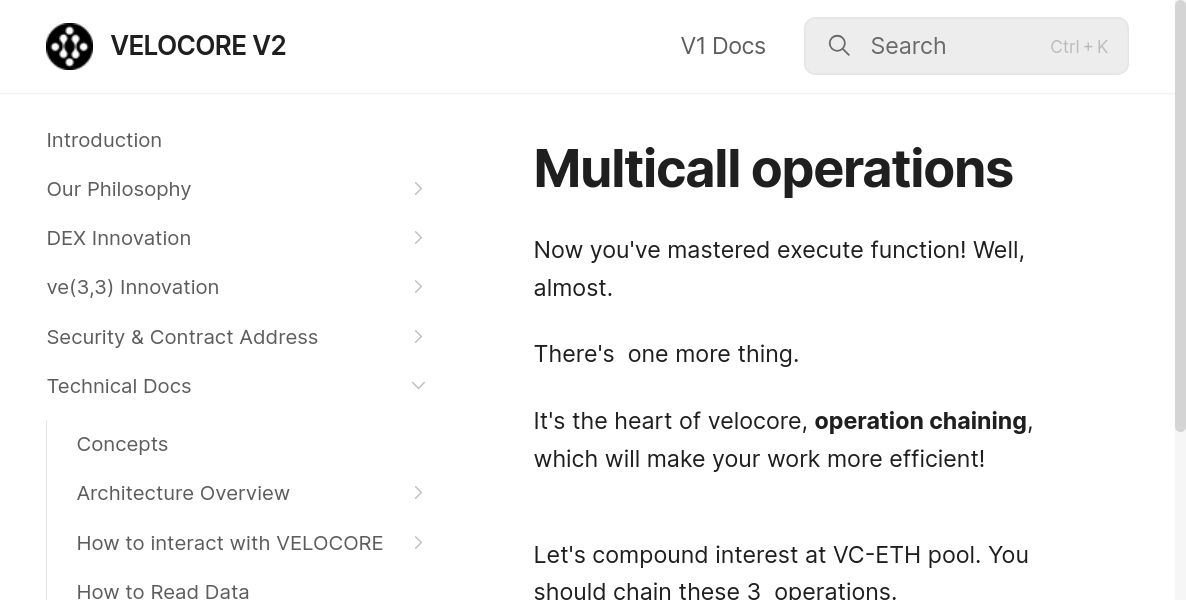 VELOCORE V2
V1 Docs
Search
Ctrl + K
Introduction
Our Philosophy
DEX Innovation
ve(3,3) Innovation
Security & Contract Address
Technical Docs
Concepts
Architecture Overview
How to interact with VELOCORE
How to Read Data
Multicall operations
Now you've mastered execute function! Well,
almost.
There's  one more thing.
It's the heart of velocore, operation chaining,
which will make your work more efficient!
Let's compound interest at VC-ETH pool. You
should chain these 3  operations.